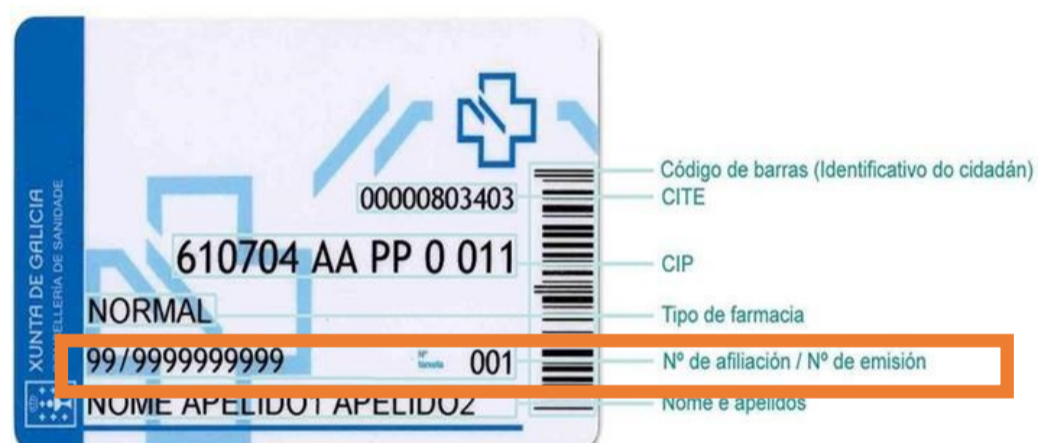 XUNTA DE GALICIA
CONSELLERÍA DE SANIDADE
00000803403
610704 AA PP 0 011
NORMAL
99/9999999999 Nº tarxeta 001
NOME APELIDO1 APELIDO2
Código de barras (Identificativo do cidadán)
CITE
CIP
Tipo de farmacia
Nº de afiliación / Nº de emisión
Nome e apelidos